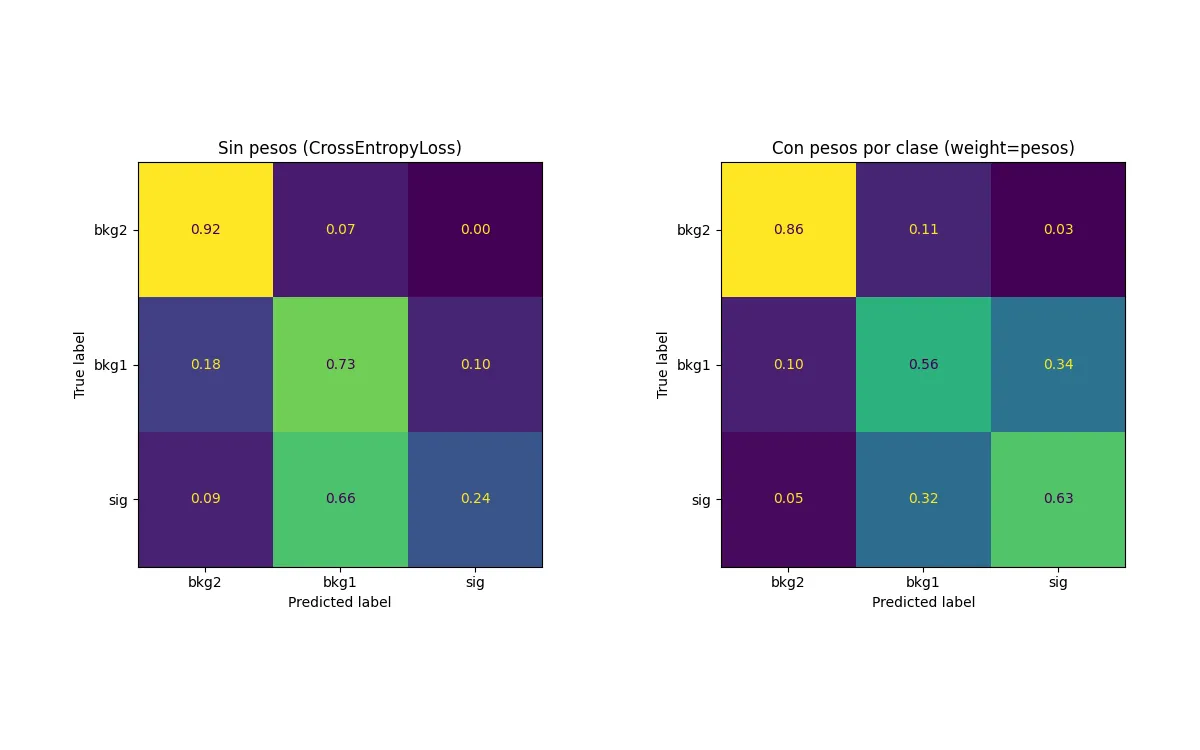 Sin pesos (CrossEntropyLoss)
True label
bkg2
0.92 0.07 0.00
bkg1
0.18 0.73 0.10
sig
0.09 0.66 0.24
bkg2 bkg1 sig
Predicted label
Con pesos por clase (weight=pesos)
True label
bkg2
0.86 0.11 0.03
bkg1
0.10 0.56 0.34
sig
0.05 0.32 0.63
bkg2 bkg1 sig
Predicted label